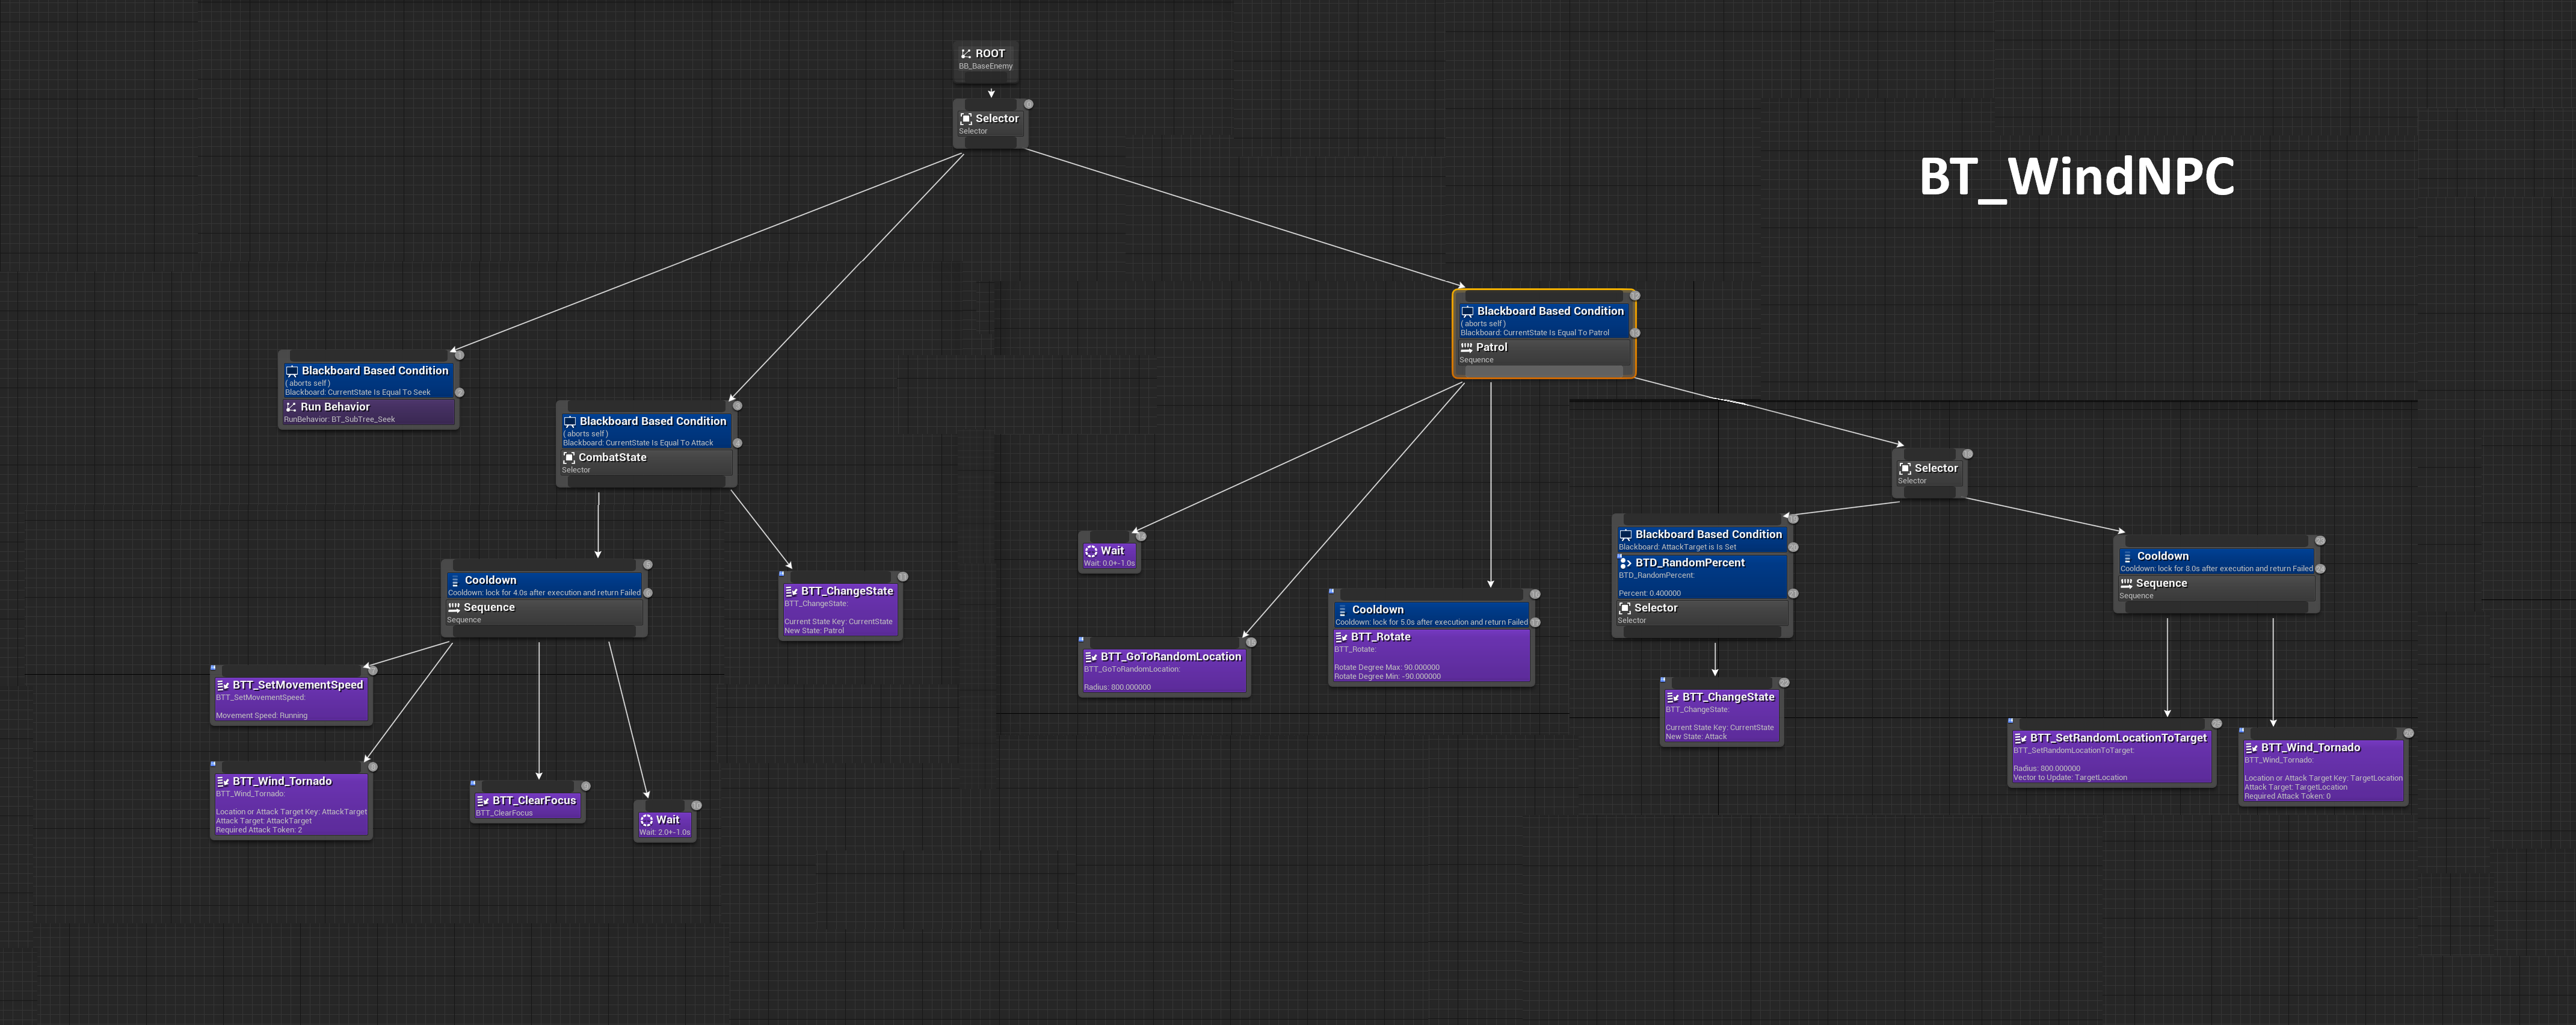 ROOT
BB_BaseEnemy
Selector
Selector
BT_WindNPC
Blackboard Based Condition
( aborts self )
Blackboard: CurrentState Is Equal To Seek
Run Behavior
RunBehavior: BT_SubTree_Seek
Blackboard Based Condition
( aborts self )
Blackboard: CurrentState Is Equal To Attack
CombatState
Selector
Cooldown
Cooldown: lock for 4.0s after execution and return Failed
Sequence
Sequence
BTT_SetMovementSpeed
BTT_SetMovementSpeed:
Movement Speed: Running
BTT_Wind_Tornado
BTT_Wind_Tornado:
Location or Attack Target Key: AttackTarget
Attack Target: AttackTarget
Required Attack Token: 2
BTT_ClearFocus
BTT_ClearFocus
Wait
Wait: 2.0+-1.0s
BTT_ChangeState
BTT_ChangeState:
Current State Key: CurrentState
New State: Patrol
Blackboard Based Condition
( aborts self )
Blackboard: CurrentState Is Equal To Patrol
Patrol
Sequence
Wait
Wait: 0.0+-1.0s
BTT_GoToRandomLocation
BTT_GoToRandomLocation:
Radius: 800.000000
Cooldown
Cooldown: lock for 5.0s after execution and return Failed
BTT_Rotate
BTT_Rotate:
Rotate Degree Max: 90.000000
Rotate Degree Min: -90.000000
Selector
Selector
Blackboard Based Condition
Blackboard: AttackTarget is Is Set
BTD_RandomPercent
BTD_RandomPercent:
Percent: 0.400000
Selector
Selector
BTT_ChangeState
BTT_ChangeState:
Current State Key: CurrentState
New State: Attack
Cooldown
Cooldown: lock for 8.0s after execution and return Failed
Sequence
Sequence
BTT_SetRandomLocationToTarget
BTT_SetRandomLocationToTarget:
Radius: 800.000000
Vector to Update: TargetLocation
BTT_Wind_Tornado
BTT_Wind_Tornado:
Location or Attack Target Key: TargetLocation
Attack Target: TargetLocation
Required Attack Token: 0